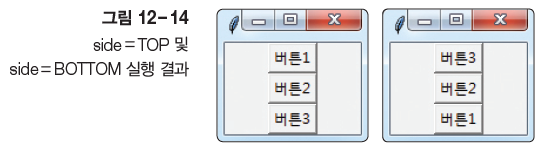 그림 12-14
side=TOP 및
side=BOTTOM 실행 결과
버튼1
버튼2
버튼3
버튼3
버튼2
버튼1